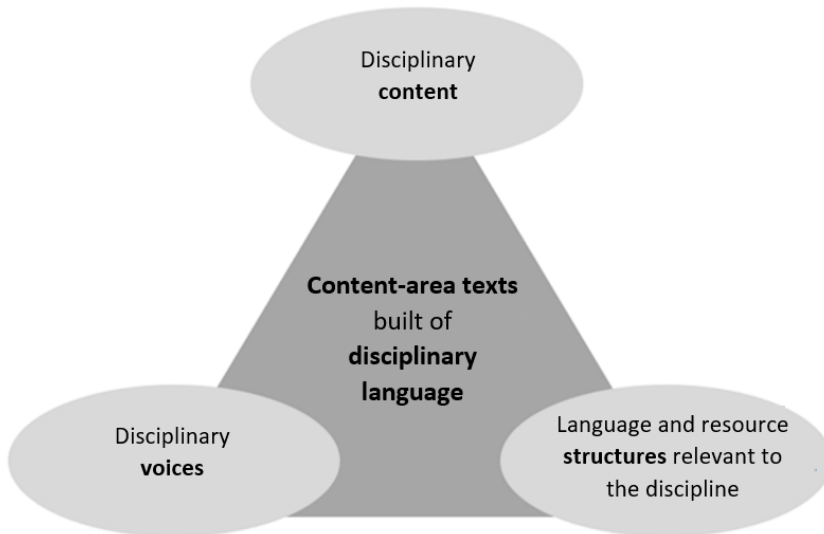 Disciplinary
content
Content-area texts
built of
disciplinary
language
Disciplinary
voices
Language and resource
structures relevant to
the discipline